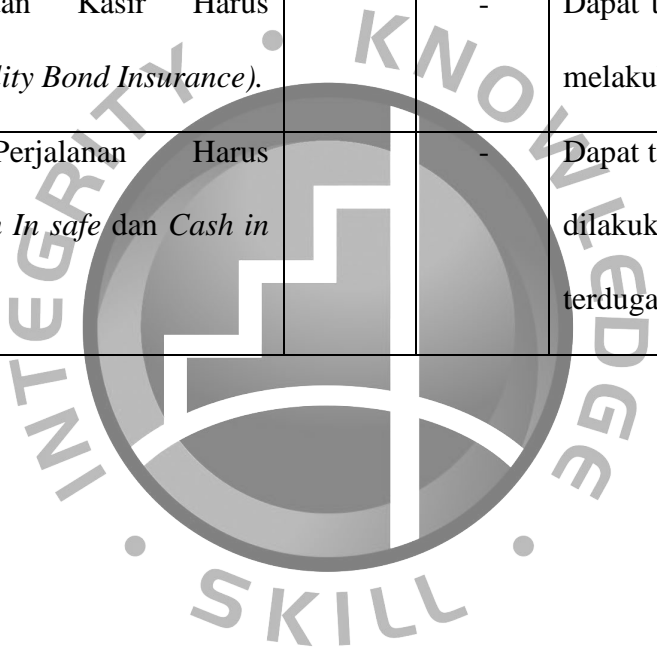 Kasir Harus - Dapat
Bond Insurance). melaku
Perjalanan Harus - Dapat t
In safe dan Cash in dilakuk
terduga
INTEGRITY • KNOWLEDGE • SKILL •